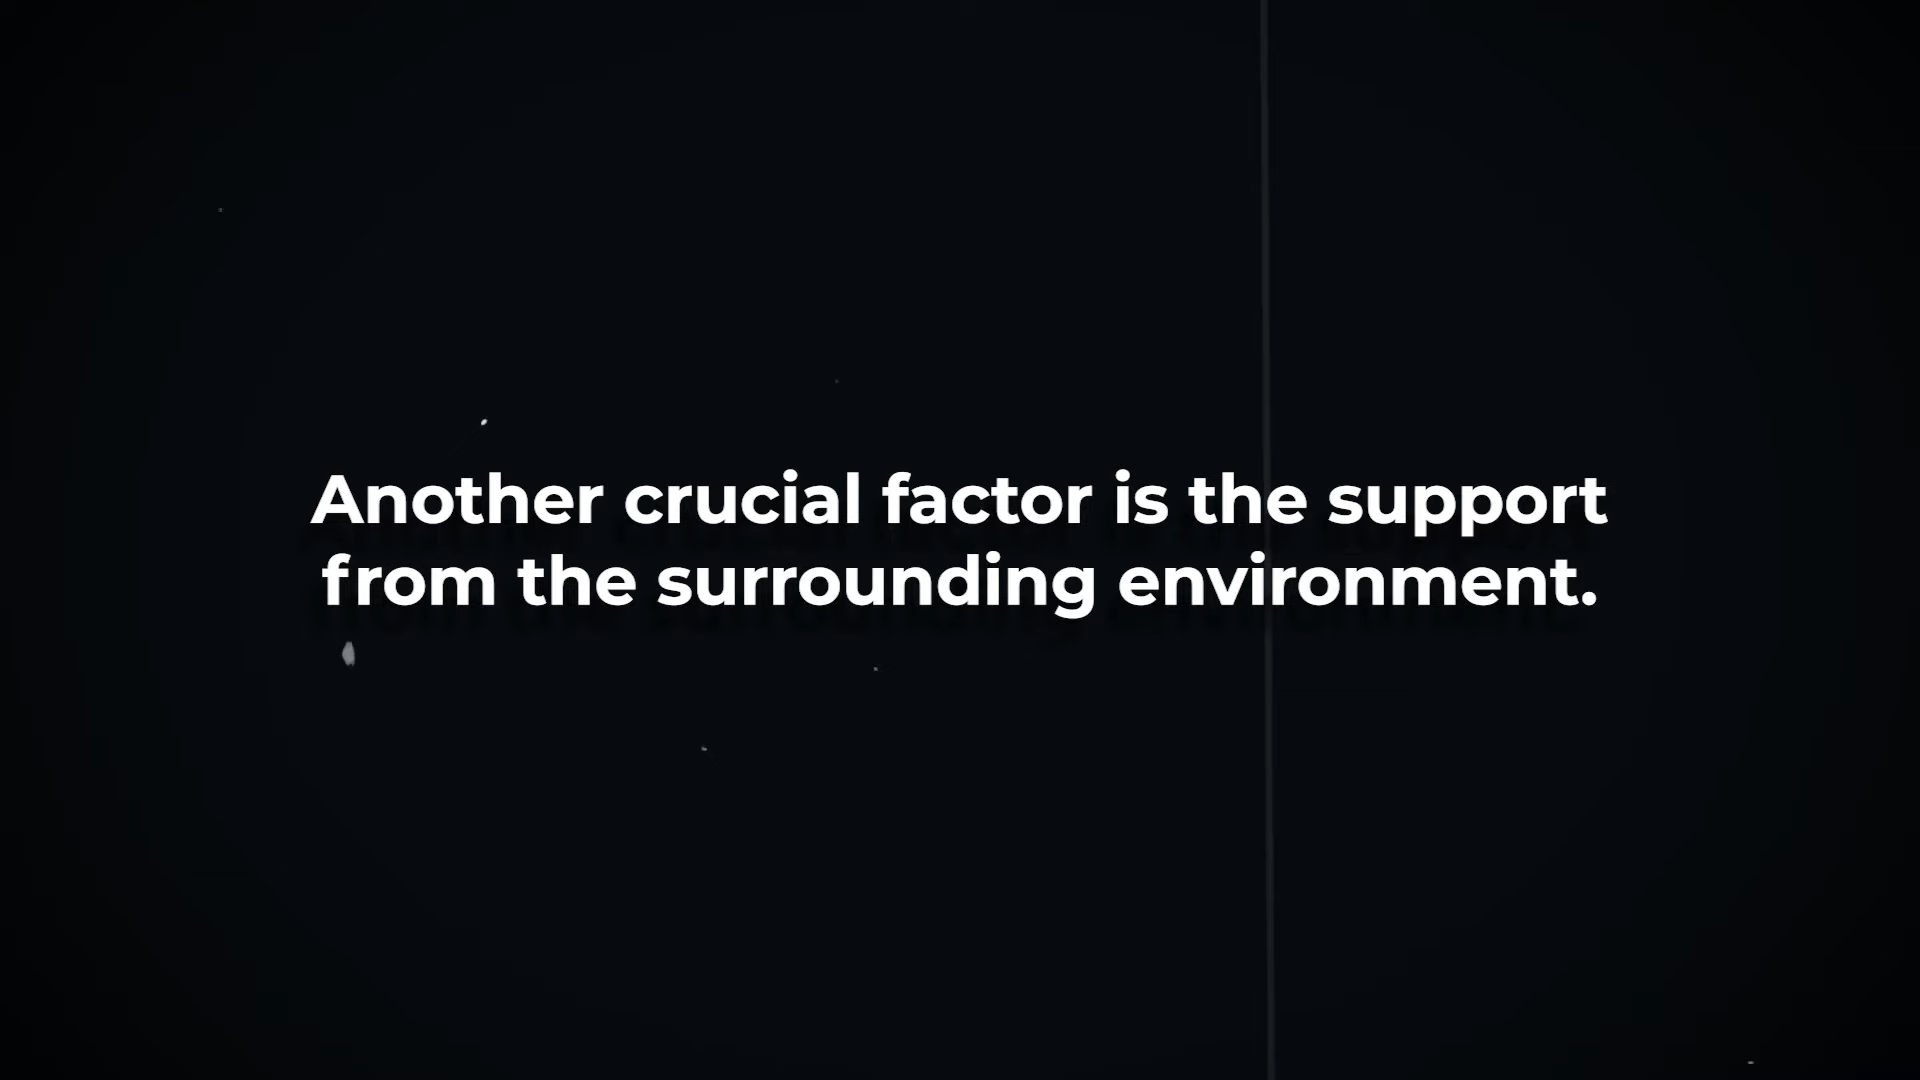 Another crucial factor is the support
from the surrounding environment.